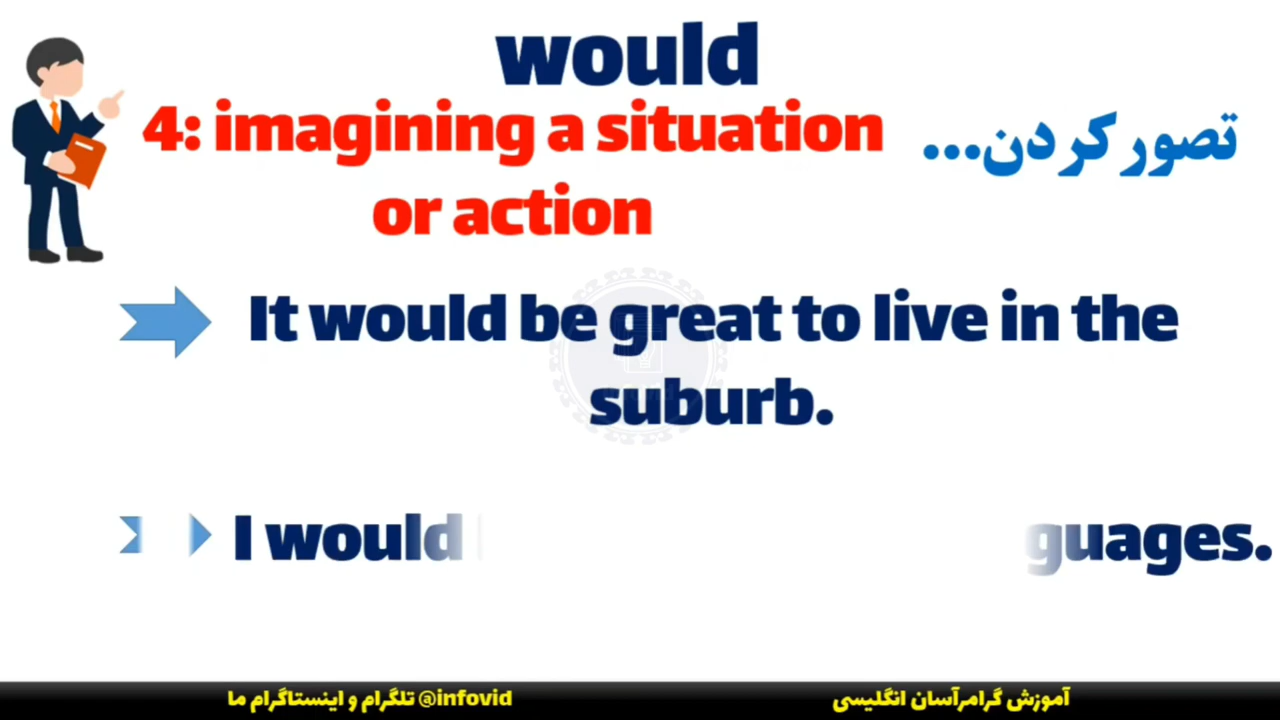 would
4: imagining a situation
or action
تصور کردن...
It would be great to live in the
suburb.
I would guages.
آموزش گرامرآسان انگلیسی
@infovid تلگرام و اینستاگرام ما